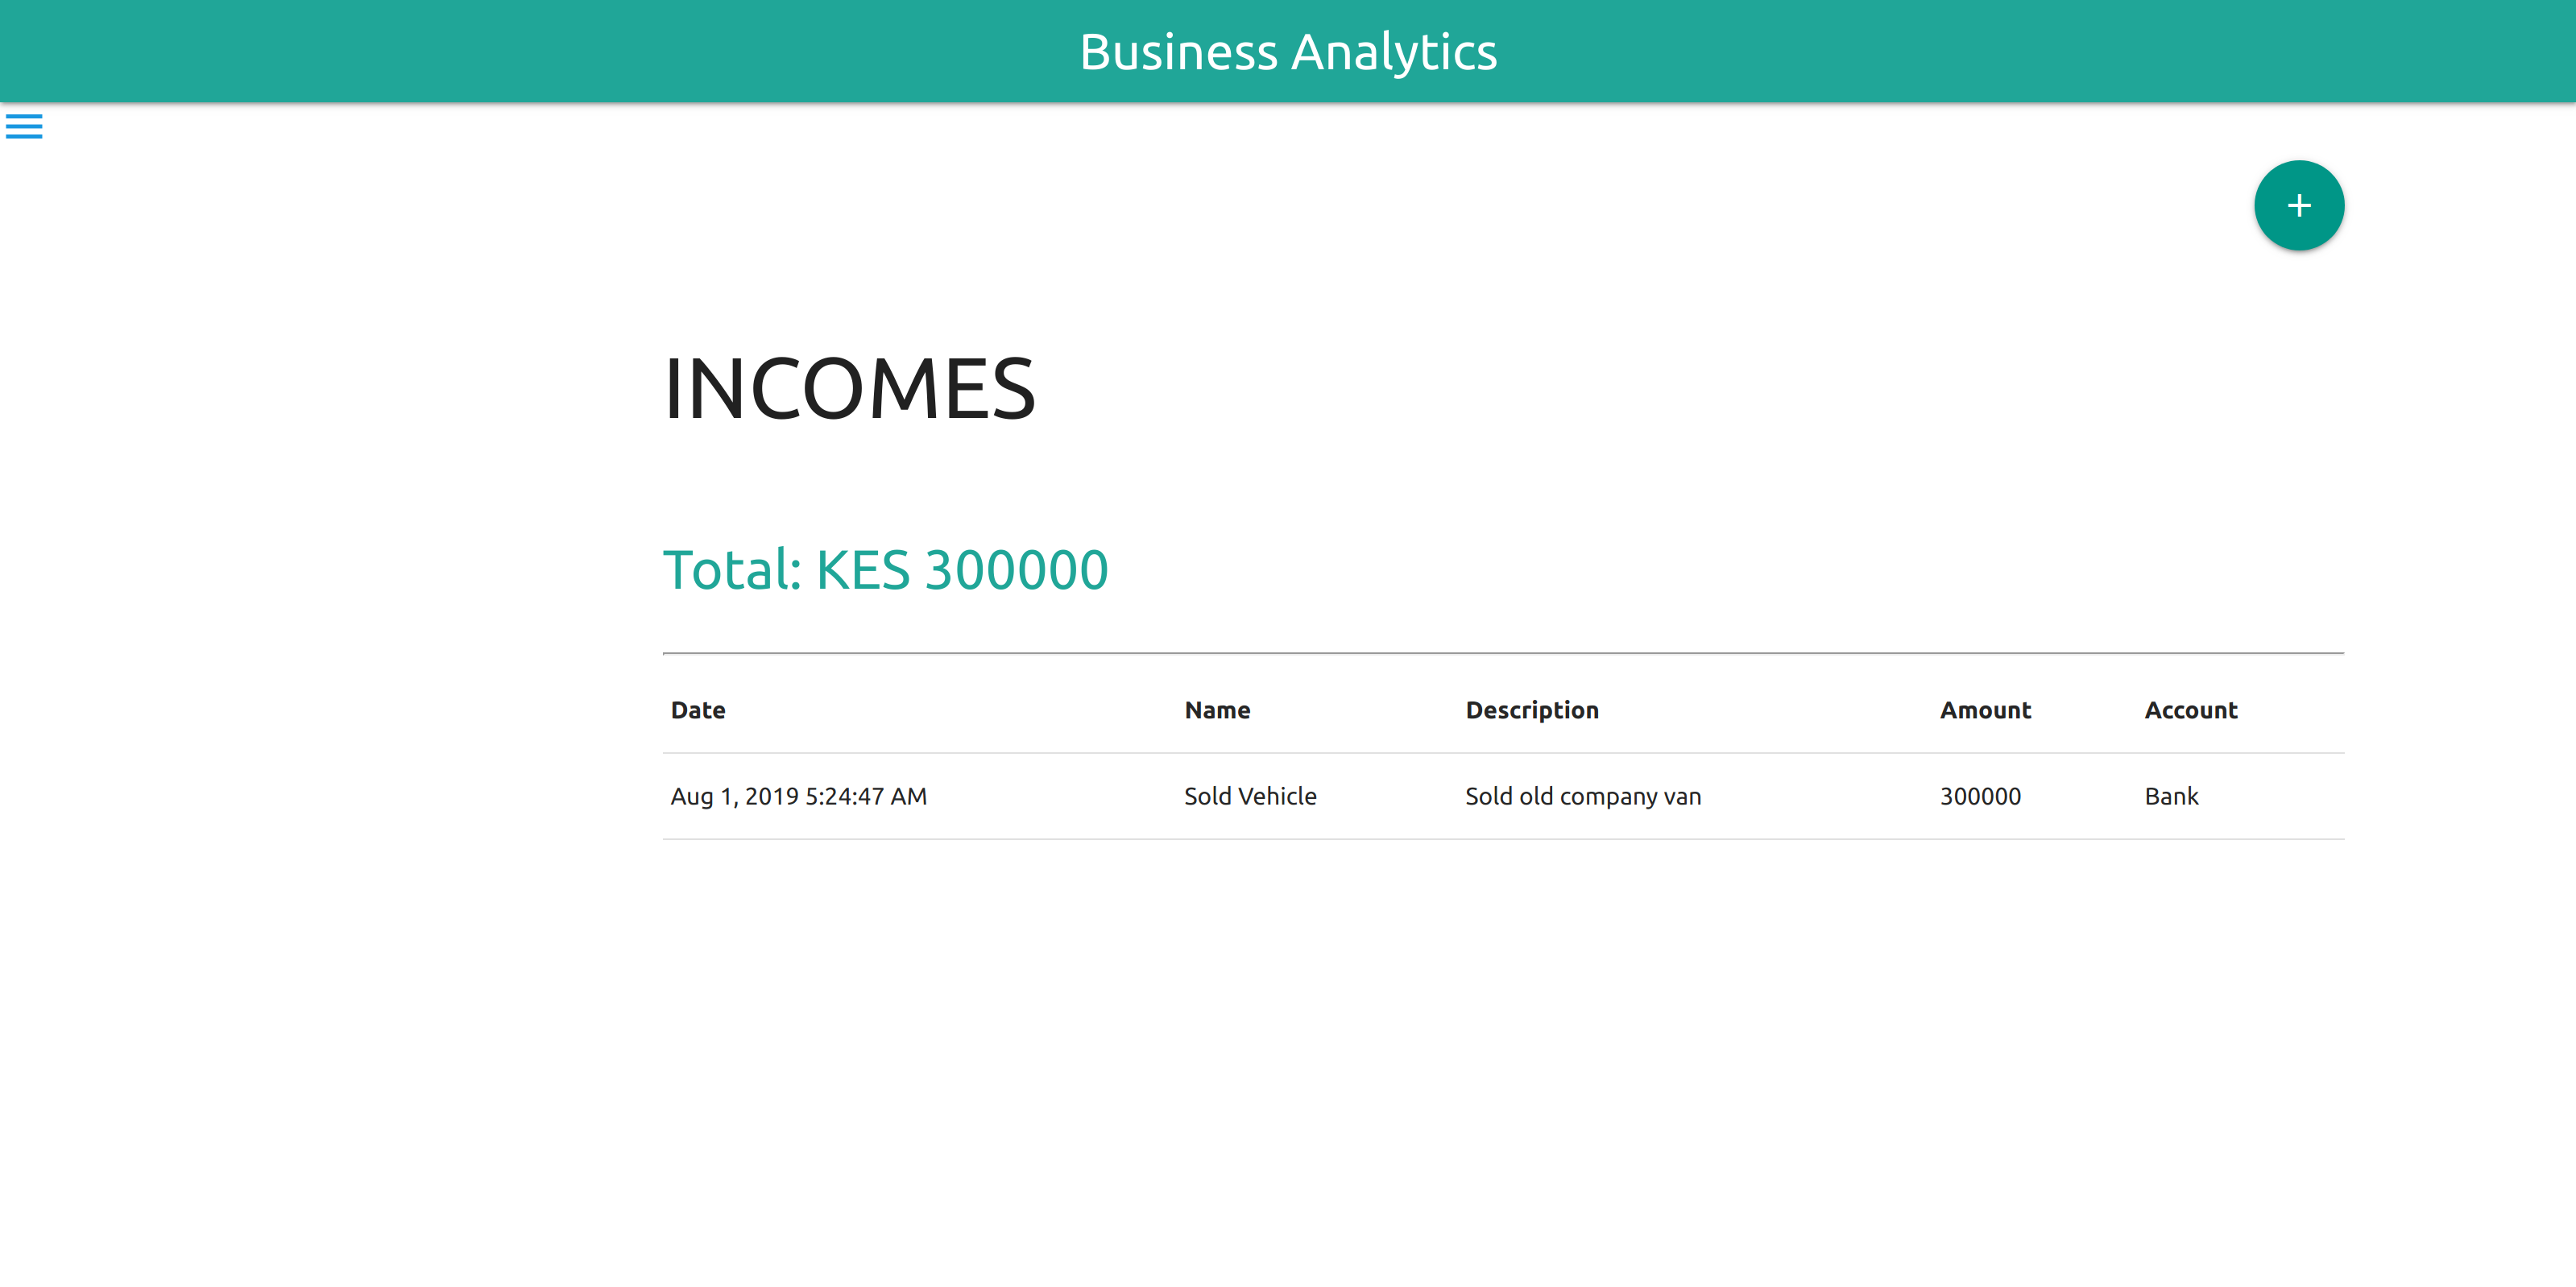 Business Analytics
+
INCOMES
Total: KES 300000
Date Name Description Amount Account
Aug 1, 2019 5:24:47 AM Sold Vehicle Sold old company van 300000 Bank